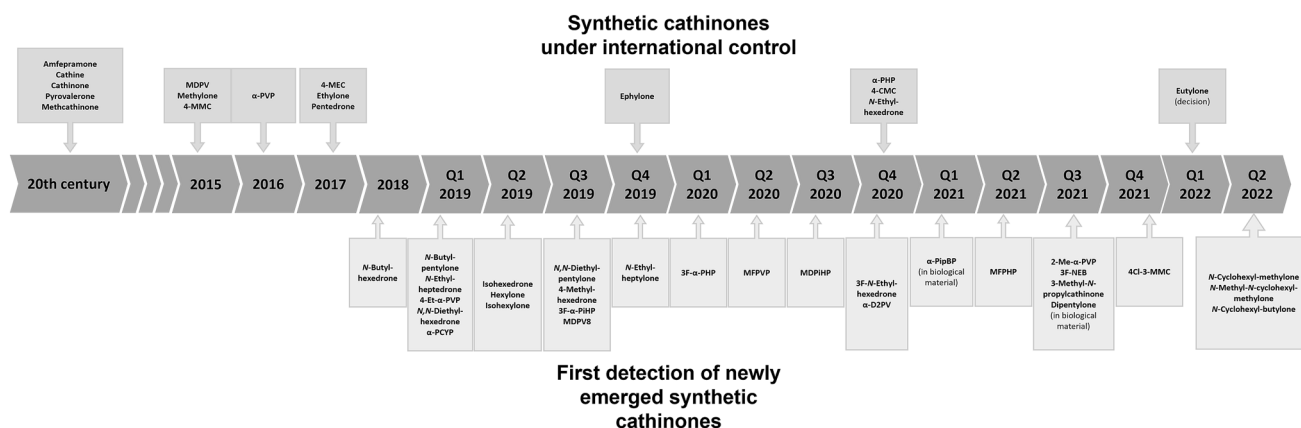 Synthetic cathinones
under international control
Amfepramone
Cathine
Cathinone
Pyrovalerone
Methcathinone
MDPV
Methylone
4-MMC
α-PVP
4-MEC
Ethylone
Pentedrone
Ephylone
α-PHP
4-CMC
N-Ethyl-
hexedrone
Eutylone
(decision)
20th century
2015
2016
2017
2018
Q1
2019
Q2
2019
Q3
2019
Q4
2019
Q1
2020
Q2
2020
Q3
2020
Q4
2020
Q1
2021
Q2
2021
Q3
2021
Q4
2021
Q1
2022
Q2
2022
N-Butyl-
hexedrone
N-Butyl-
pentylone
N-Ethyl-
heptedrone
4-Et-α-PVP
N,N-Diethyl-
hexedrone
α-PCYP
Isohexedrone
Hexylone
Isohexylone
N,N-Diethyl-
pentylone
4-Methyl-
hexedrone
3F-α-PiHP
MDPV8
N-Ethyl-
heptylone
3F-α-PHP
MFPVP
MDPiHP
3F-N-Ethyl-
hexedrone
α-D2PV
α-PipBP
(in biological
material)
MFPHP
2-Me-α-PVP
3F-NEB
3-Methyl-N-
propylcathinone
Dipentylone
(in biological
material)
4Cl-3-MMC
N-Cyclohexyl-methylone
N-Methyl-N-cyclohexyl-
methylone
N-Cyclohexyl-butylone
First detection of newly
emerged synthetic
cathinones